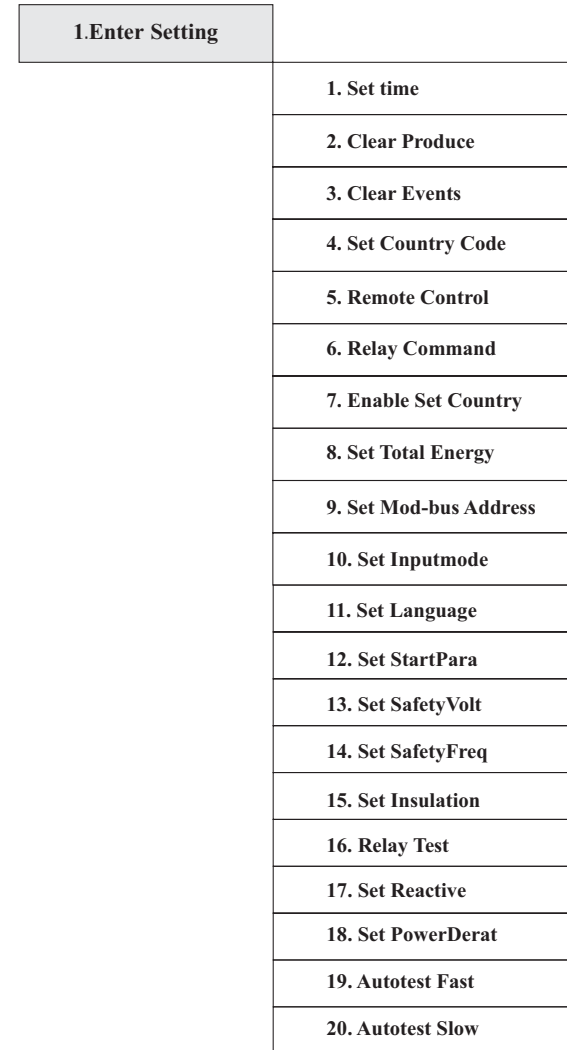 1.Enter Setting
1. Set time
2. Clear Produce
3. Clear Events
4. Set Country Code
5. Remote Control
6. Relay Command
7. Enable Set Country
8. Set Total Energy
9. Set Mod-bus Address
10. Set Inputmode
11. Set Language
12. Set StartPara
13. Set SafetyVolt
14. Set SafetyFreq
15. Set Insulation
16. Relay Test
17. Set Reactive
18. Set PowerDerat
19. Autotest Fast
20. Autotest Slow